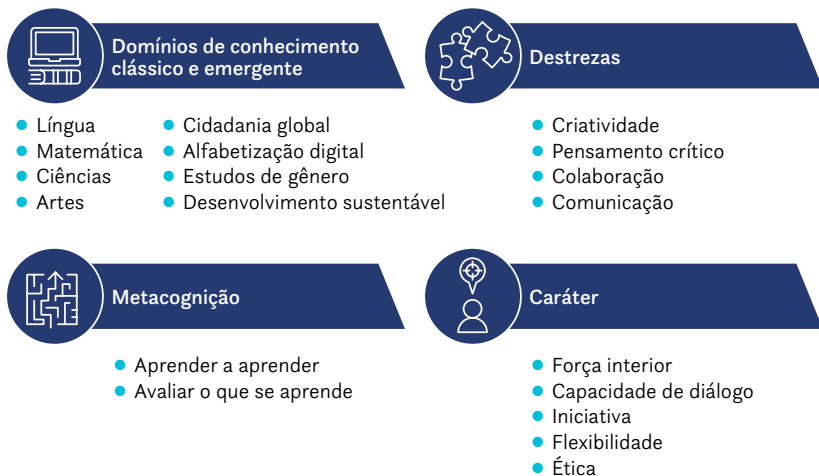 Domínios de conhecimento
clássico e emergente
Língua
Matemática
Ciências
Artes
Cidadania global
Alfabetização digital
Estudos de gênero
Desenvolvimento sustentável
Destrezas
Criatividade
Pensamento crítico
Colaboração
Comunicação
Metacognição
Aprender a aprender
Avaliar o que se aprende
Caráter
Força interior
Capacidade de diálogo
Iniciativa
Flexibilidade
Ética